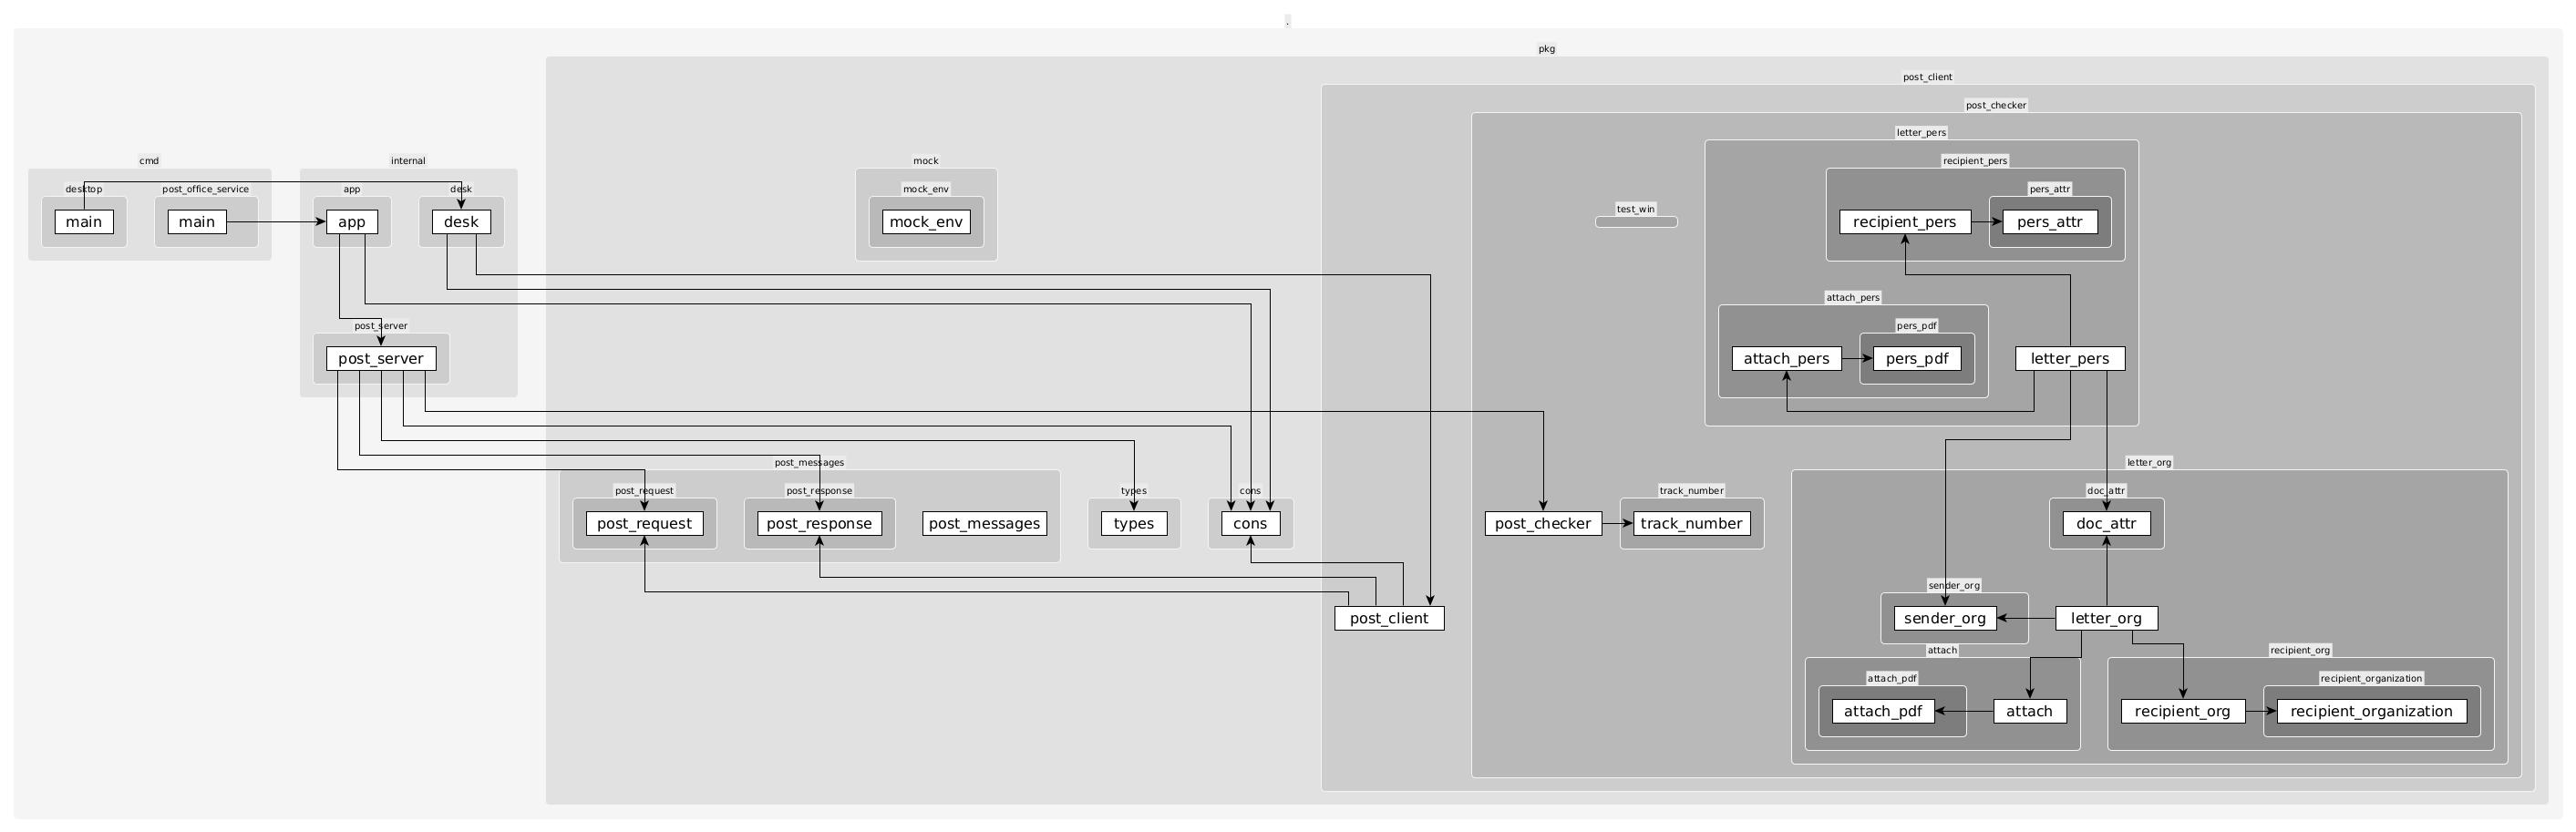 .
pkg
post_client
post_checker
letter_pers
cmd
internal
mock
recipient_pers
desktop
post_office_service
app
desk
mock_env
pers_attr
test_win
main
main
app
desk
mock_env
recipient_pers
pers_attr
attach_pers
post_server
pers_pdf
post_server
attach_pers
pers_pdf
letter_pers
post_messages
letter_org
post_request
post_response
types
cons
track_number
doc_attr
post_request
post_response
post_messages
types
cons
post_checker
track_number
doc_attr
sender_org
post_client
sender_org
letter_org
attach
recipient_org
attach_pdf
recipient_organization
attach_pdf
attach
recipient_org
recipient_organization